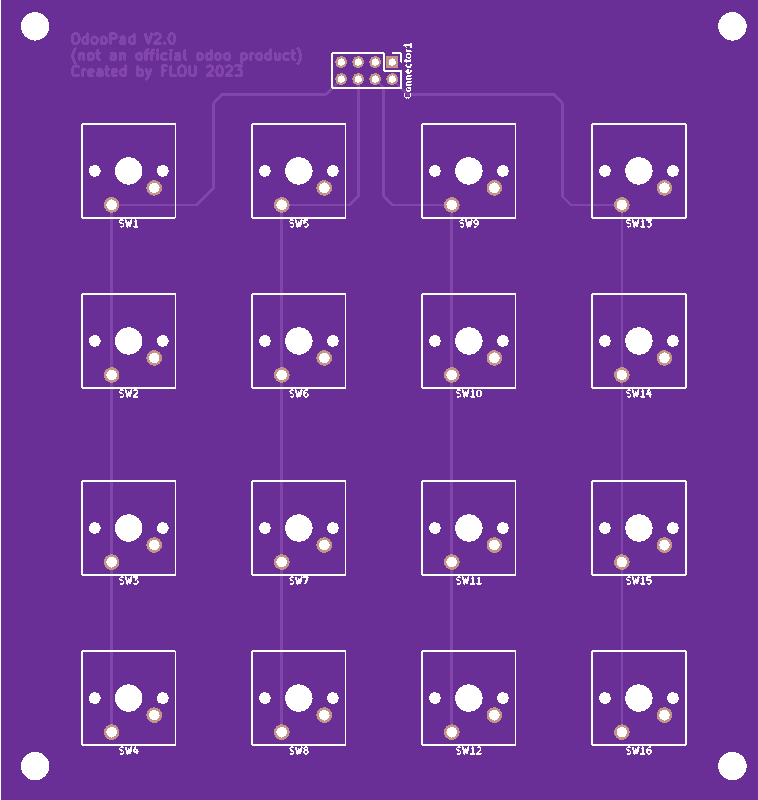 OdooPad V2.0
(not an official odoo product)
Created by FLOU 2023
Connector1
SW1
SW5
SW9
SW13
SW2
SW6
SW10
SW14
SW3
SW7
SW11
SW15
SW4
SW8
SW12
SW16